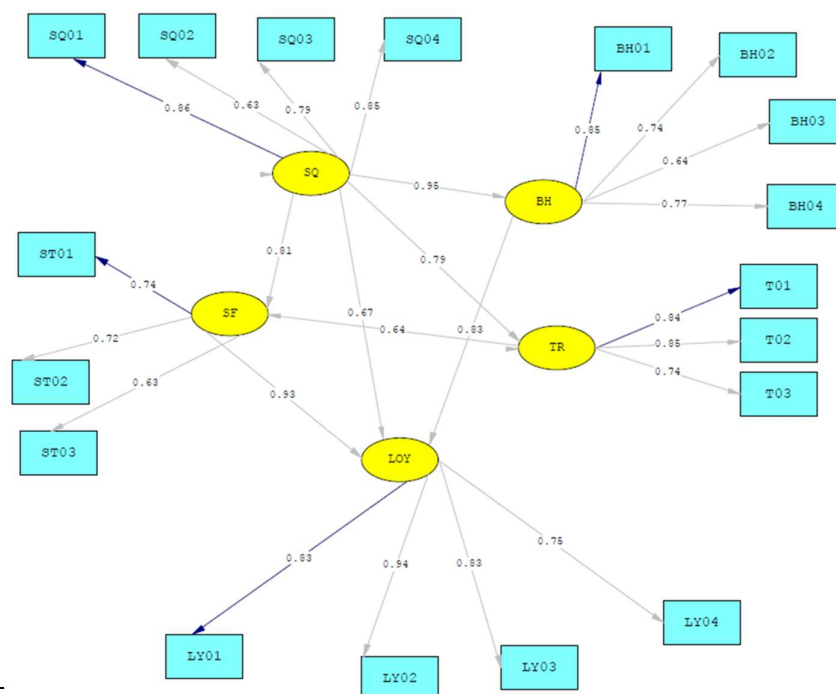 SQ01
SQ02
SQ03
SQ04
BH01
BH02
BH03
BH04
0.86
0.63
0.79
0.85
0.85
0.74
0.64
0.77
SQ
0.95
BH
ST01
0.81
0.79
0.74
T01
SF
0.67
0.64
0.83
0.84
TR
0.85
T02
0.72
0.74
ST02
0.63
0.93
T03
ST03
LOY
0.83
0.94
0.83
0.75
LY04
LY01
LY02
LY03